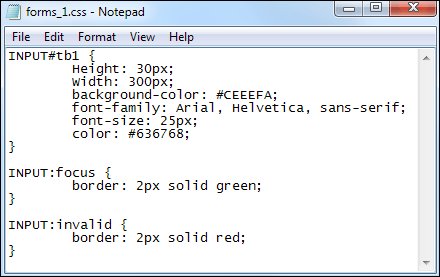 forms_1.css - Notepad
File Edit Format View Help
INPUT#tb1 {
Height: 30px;
Width: 300px;
background-color: #CEEEFA;
font-family: Arial, Helvetica, sans-serif;
font-size: 25px;
color: #636768;
}
INPUT:focus {
border: 2px solid green;
}
INPUT:invalid {
border: 2px solid red;
}